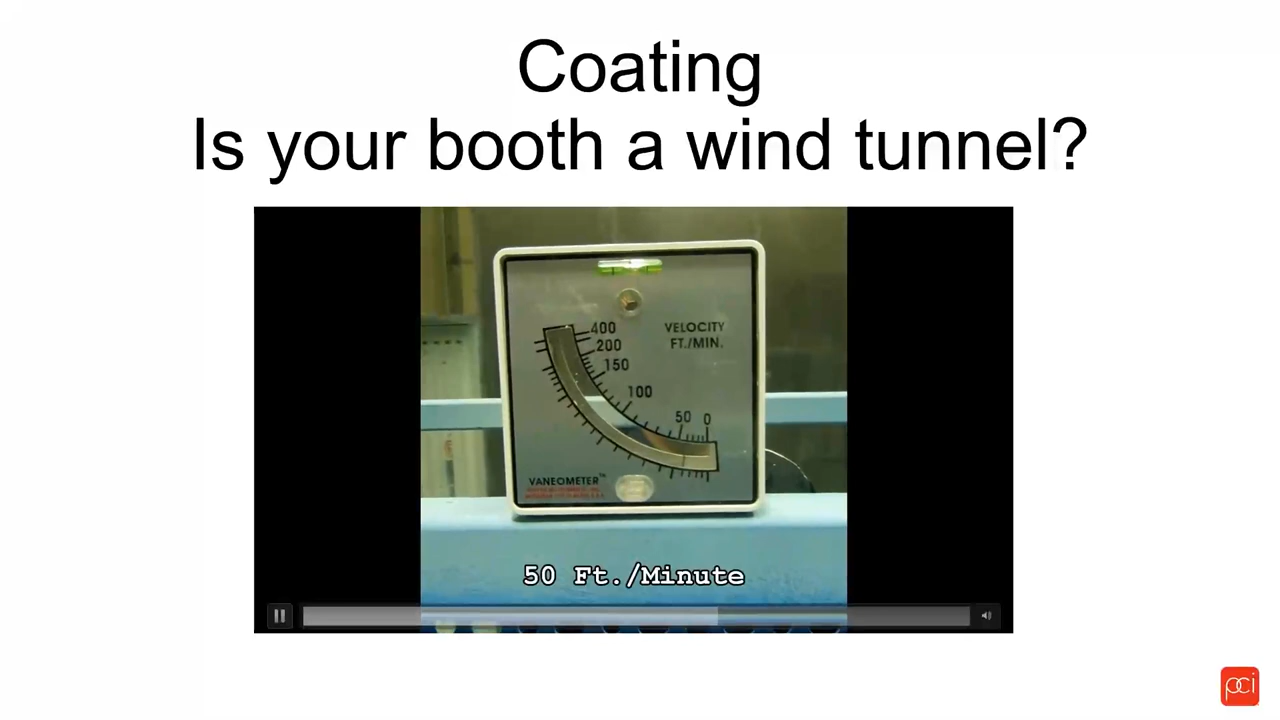 Coating
Is your booth a wind tunnel?
400
200
150
100
50
0
VELOCITY
FT./MIN.
VANEOMETER™
50 Ft./Minute
pci